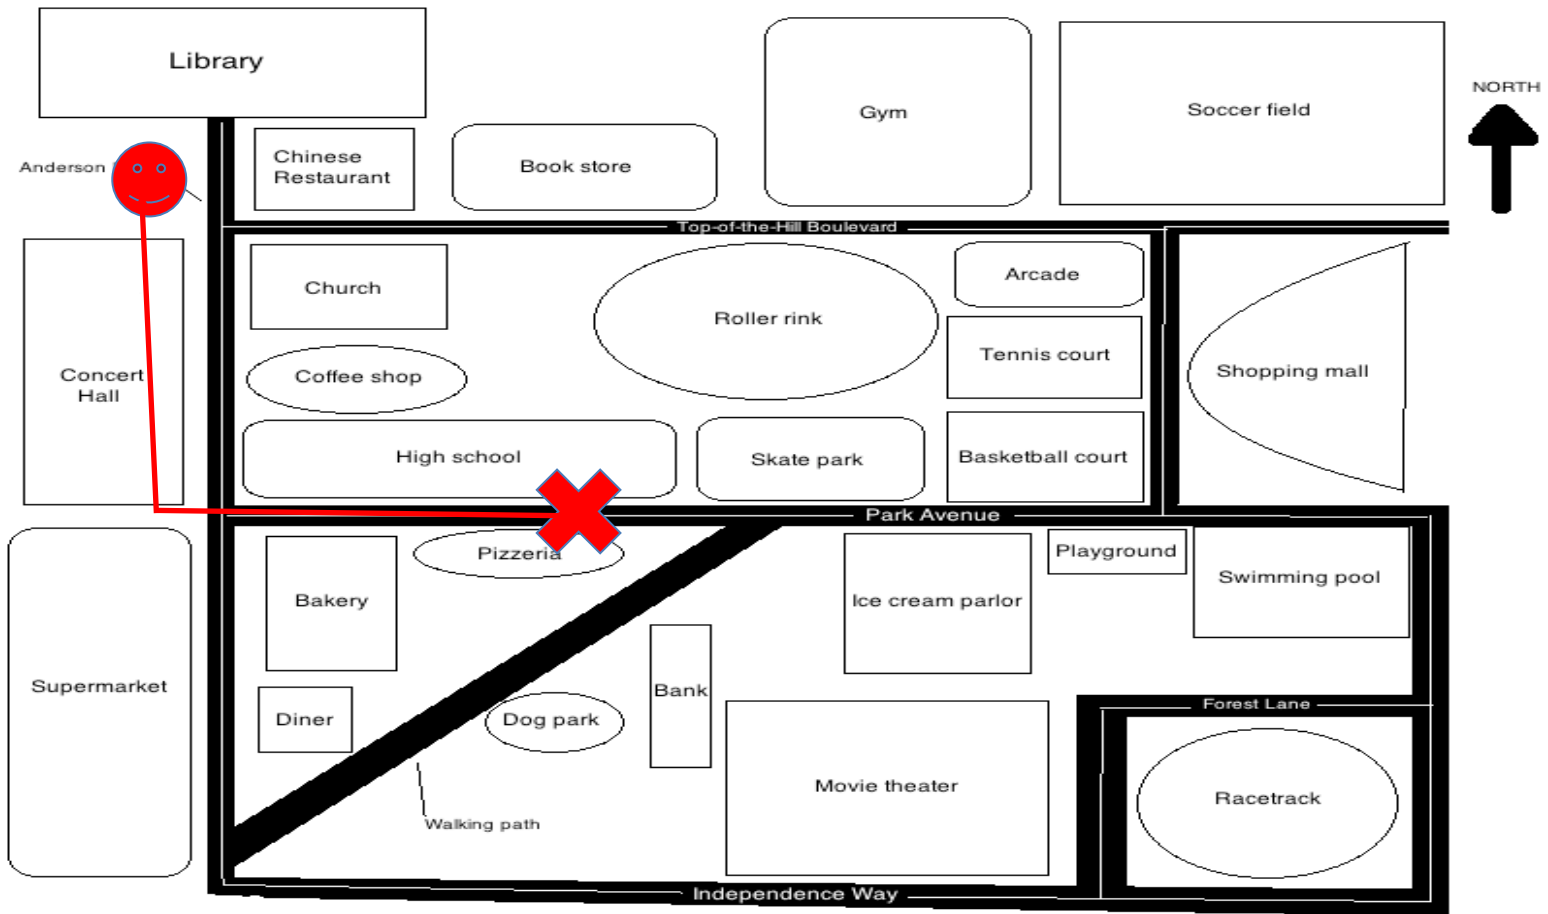 Library
Gym
Soccer field
NORTH
Anderson
Chinese
Restaurant
Book store
Top-of-the-Hill Boulevard
Church
Roller rink
Arcade
Tennis court
Concert
Hall
Coffee shop
Shopping mall
High school
Skate park
Basketball court
Park Avenue
Pizzeria
Playground
Swimming pool
Bakery
Ice cream parlor
Supermarket
Bank
Diner
Dog park
Forest Lane
Movie theater
Racetrack
Walking path
Independence Way